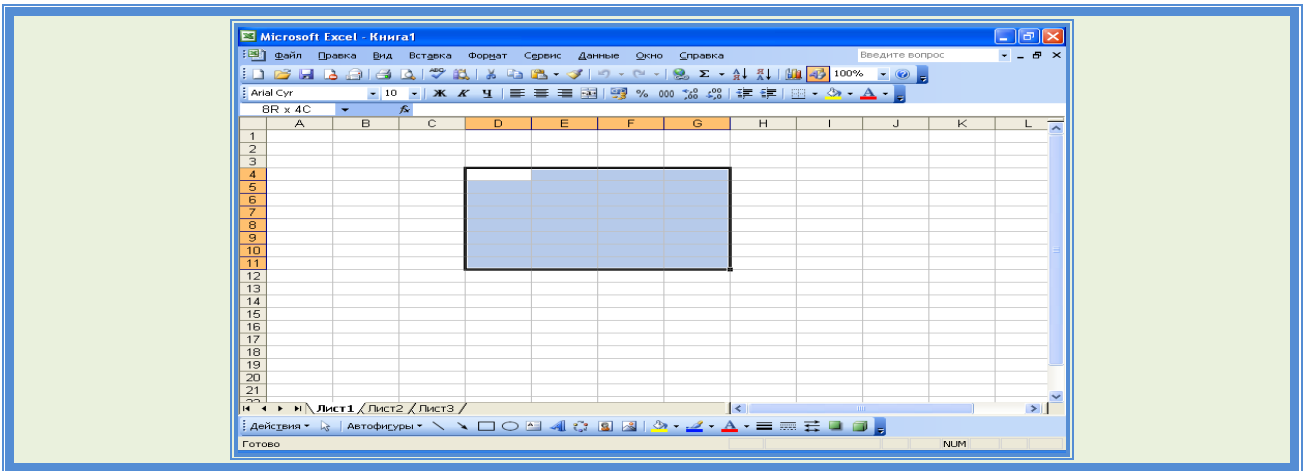 Microsoft Excel - Книга1
Файл Правка Вид Вставка Формат Сервис Данные Окно Справка Введите вопрос
100%
Arial Cyr 10 Ж К Ч % 000
8R x 4C fx
A B C D E F G H I J K L
1
2
3
4
5
6
7
8
9
10
11
12
13
14
15
16
17
18
19
20
21
Лист1 Лист2 Лист3
Действия Автофигуры
Готово NUM